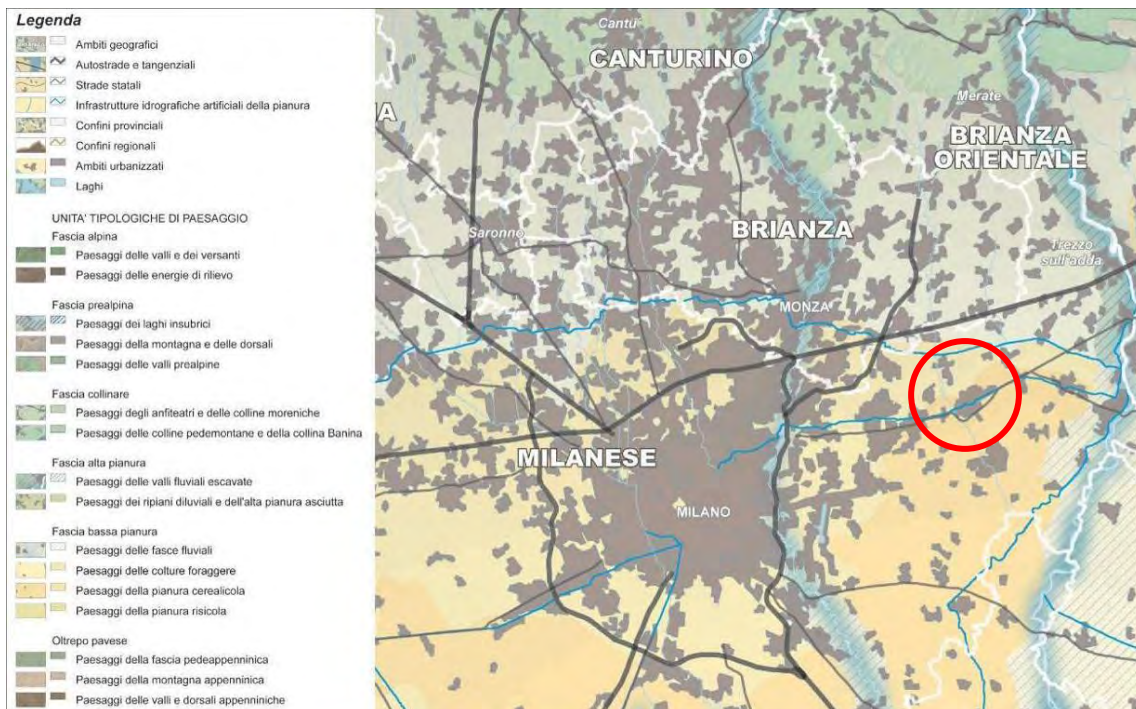 Legenda
Ambiti geografici
Autostrade e tangenziali
Strade statali
Infrastrutture idrografiche artificiali della pianura
Confini provinciali
Confini regionali
Ambiti urbanizzati
Laghi
UNITA' TIPOLOGICHE DI PAESAGGIO
Fascia alpina
Paesaggi delle valli e dei versanti
Paesaggi delle energie di rilievo
Fascia prealpina
Paesaggi dei laghi insubrici
Paesaggi della montagna e delle dorsali
Paesaggi delle valli prealpine
Fascia collinare
Paesaggi degli anfiteatri e delle colline moreniche
Paesaggi delle colline pedemontane e della collina Banina
Fascia alta pianura
Paesaggi delle valli fluviali escavate
Paesaggi dei ripiani diluviali e dell'alta pianura asciutta
Fascia bassa pianura
Paesaggi delle fasce fluviali
Paesaggi delle colture foraggere
Paesaggi della pianura cerealicola
Paesaggi della pianura risicola
Oltrepo pavese
Paesaggi della fascia pedeappenninica
Paesaggi della montagna appenninica
Paesaggi delle valli e dorsali appenniniche
Cantù
CANTURINO
Merate
A
BRIANZA
ORIENTALE
Saronno
BRIANZA
Trezzo
sull'adda
MONZA
MILANESE
MILANO